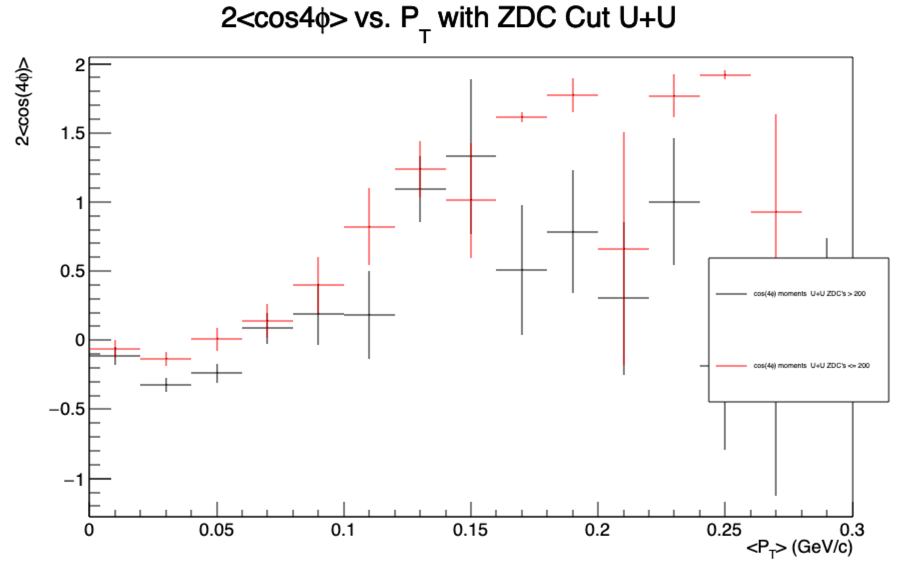 2<cos4ϕ> vs. P_T with ZDC Cut U+U
2<cos(4ϕ)>
2
1.5
1
0.5
0
−0.5
−1
cos(4ϕ) moments U+U ZDC's > 200
cos(4ϕ) moments U+U ZDC's <= 200
0 0.05 0.1 0.15 0.2 0.25 0.3
<P_T> (GeV/c)